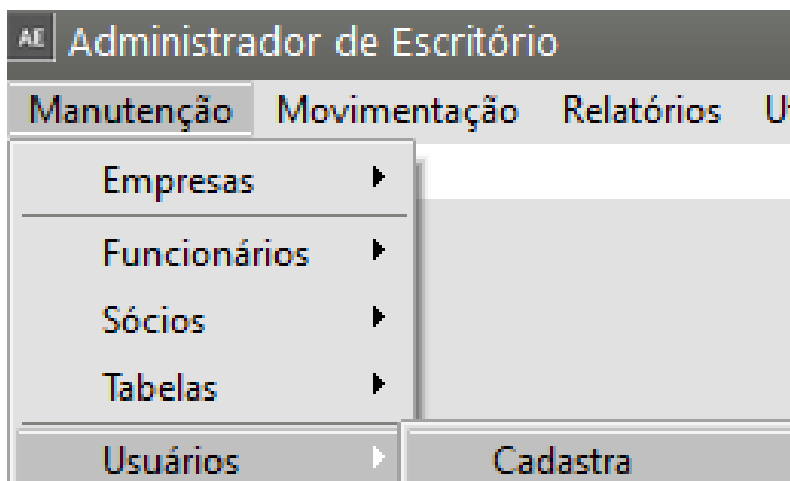 AE Administrador de Escritório
Manutenção Movimentação Relatórios
Empresas
Funcionários
Sócios
Tabelas
Usuários Cadastra